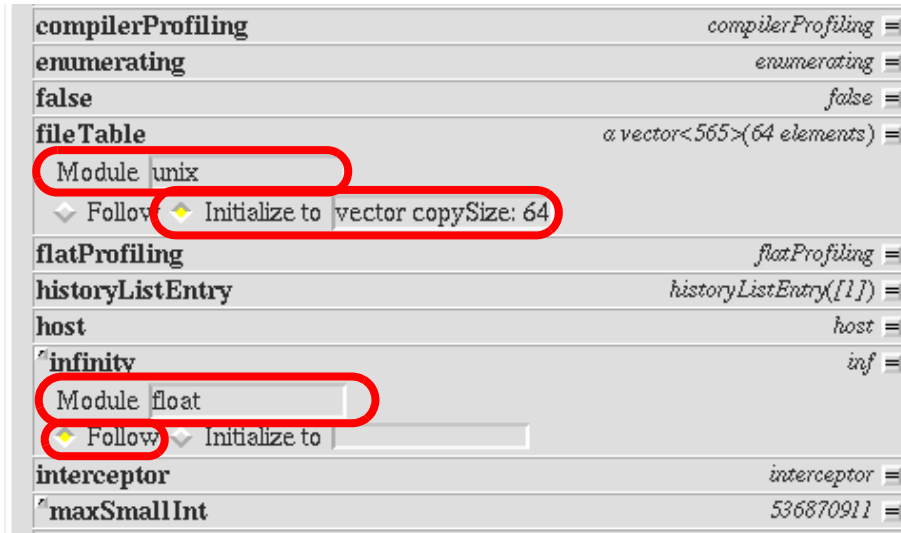 compilerProfiling compilerProfiling =
enumerating enumerating =
false false =
fileTable a vector<565>(64 elements) =
Module unix
Follow Initialize to vector copySize: 64
flatProfiling flatProfiling =
historyListEntry historyListEntry([1]) =
host host =
infinity inf =
Module float
Follow Initialize to
interceptor interceptor =
maxSmallInt 536870911 =